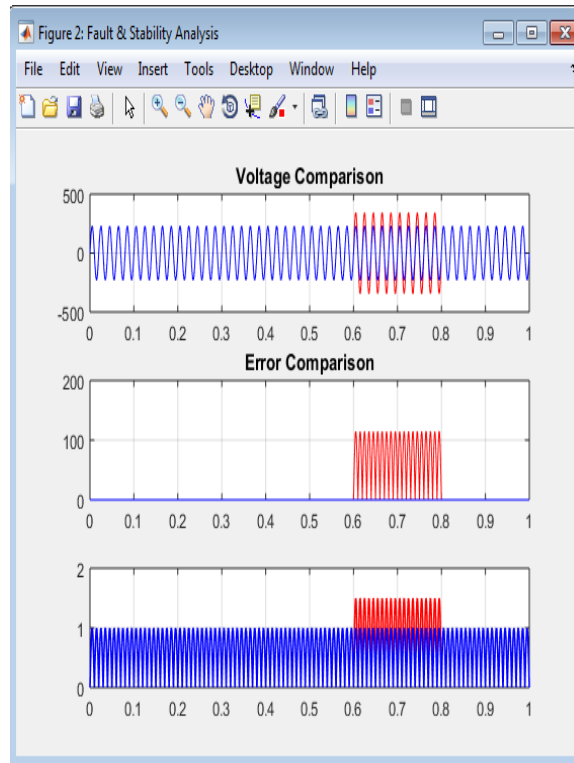 Figure 2: Fault & Stability Analysis
File Edit View Insert Tools Desktop Window Help
Voltage Comparison
500
0
-500
0 0.1 0.2 0.3 0.4 0.5 0.6 0.7 0.8 0.9 1
Error Comparison
200
100
0
0 0.1 0.2 0.3 0.4 0.5 0.6 0.7 0.8 0.9 1
2
1
0
0 0.1 0.2 0.3 0.4 0.5 0.6 0.7 0.8 0.9 1